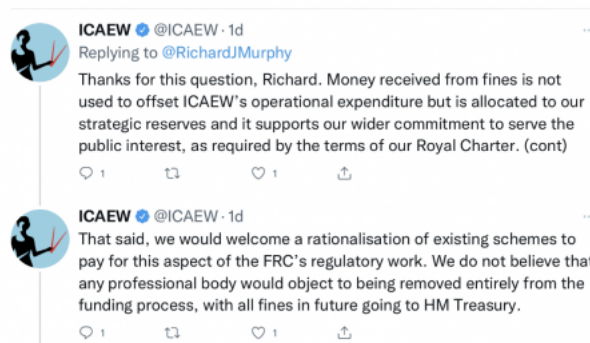 ICAEW @ICAEW · 1d
Replying to @RichardJMurphy
Thanks for this question, Richard. Money received from fines is not
used to offset ICAEW's operational expenditure but is allocated to our
strategic reserves and it supports our wider commitment to serve the
public interest, as required by the terms of our Royal Charter. (cont)
1 1
ICAEW @ICAEW · 1d
That said, we would welcome a rationalisation of existing schemes to
pay for this aspect of the FRC's regulatory work. We do not believe that
any professional body would object to being removed entirely from the
funding process, with all fines in future going to HM Treasury.
1 1